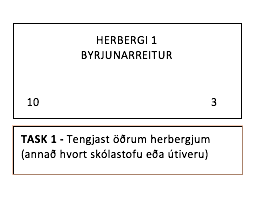 HERBERGI 1
BYRJUNARREITUR
10 3
TASK 1 - Tengjast öðrum herbergjum
(annað hvort skólastofu eða útiveru)